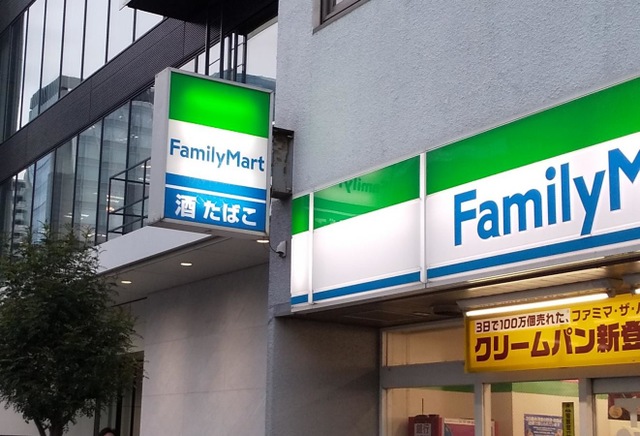 FamilyMart
酒 たばこ
FamilyM
3日で100万個売れた、ファミマ・ザ・
クリームパン新登